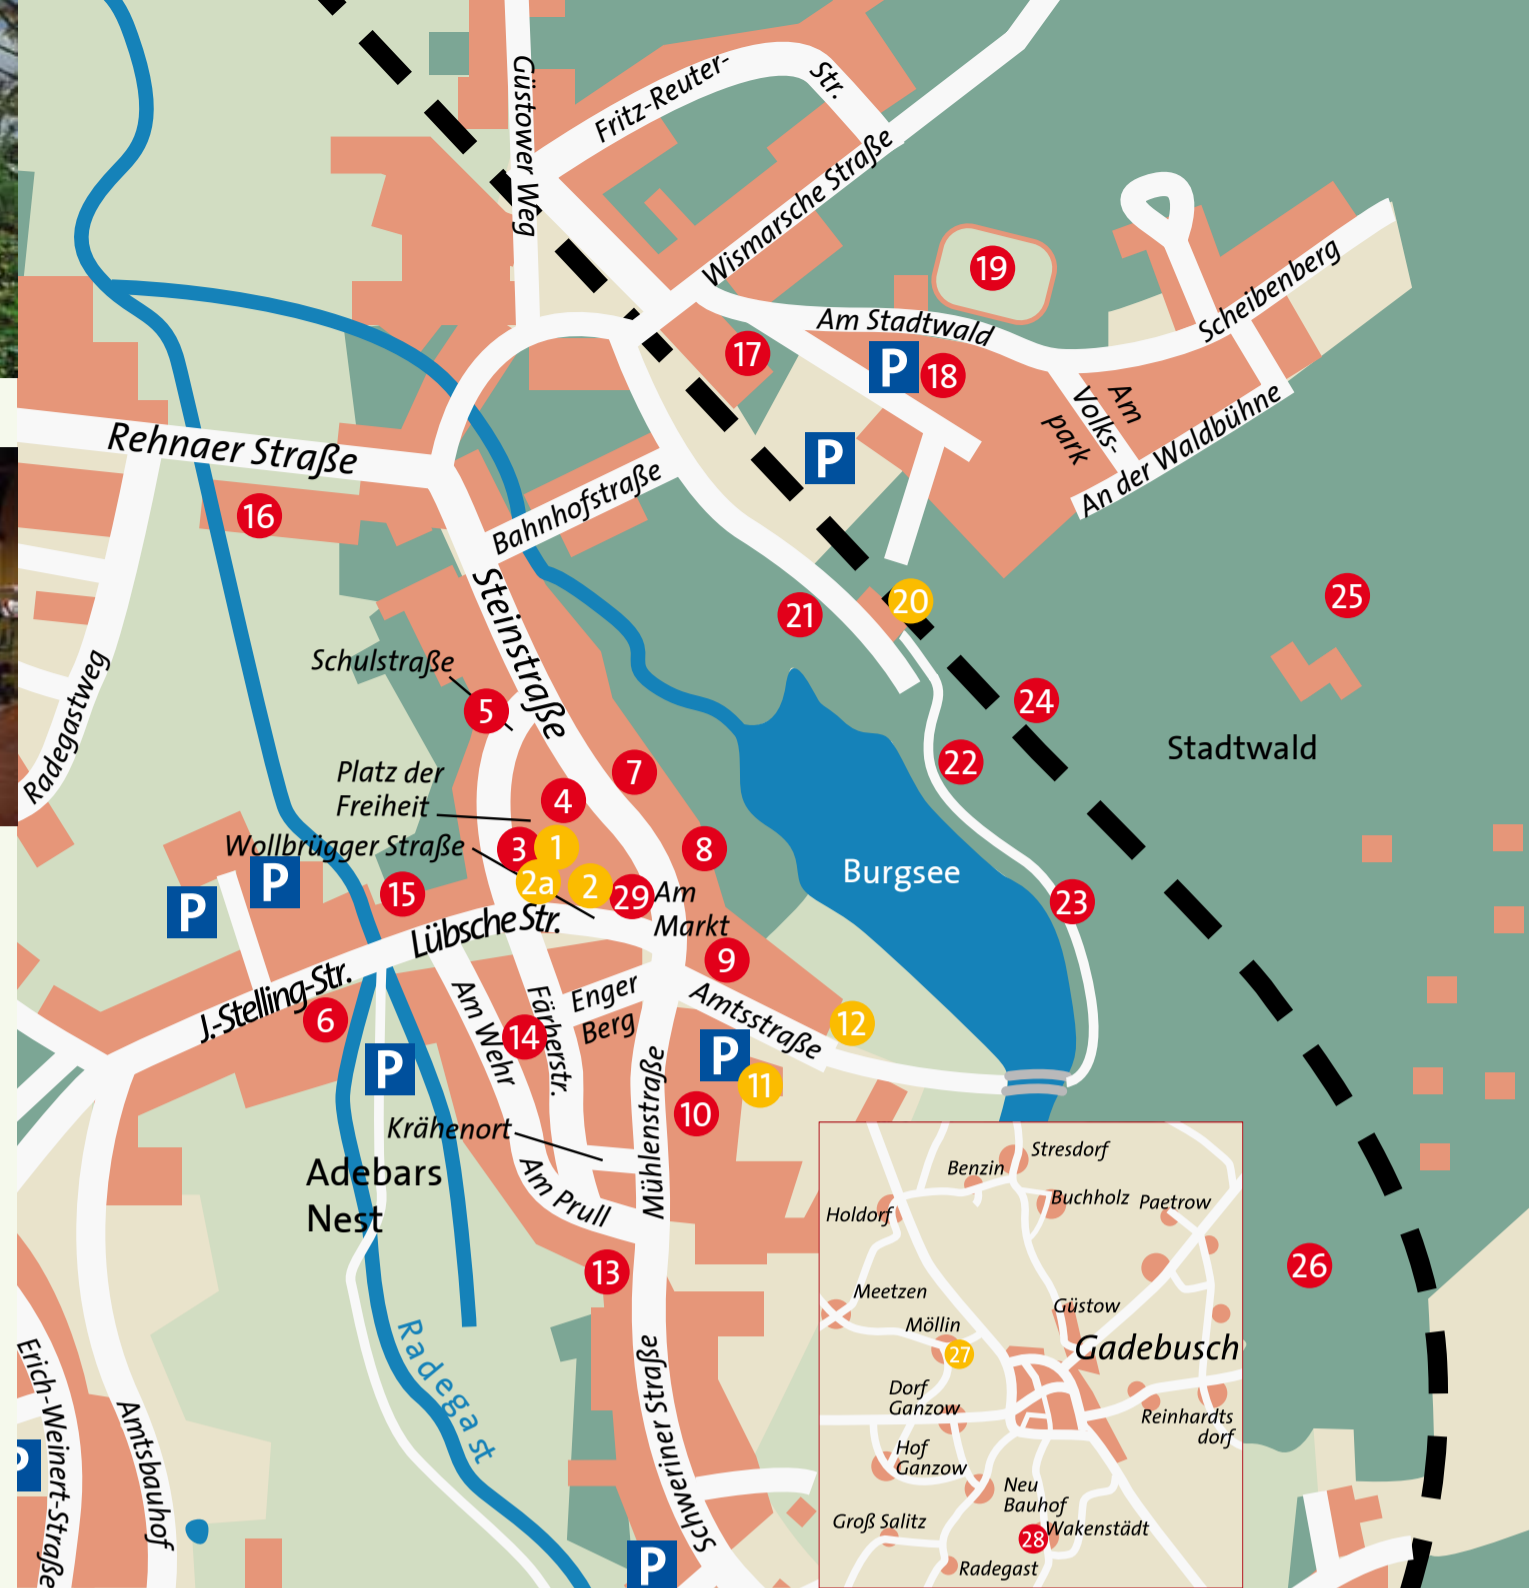 Güstower Weg
Fritz-Reuter-
Str.
Wismarsche Straße
19
Am Stadtwald
17
P
18
Scheibenberg
Am
Volks-
park
An der Waldbühne
Rehnaer Straße
16
Bahnhofstraße
P
Steinstraße
20
21
25
Schulstraße
Radegastweg
5
24
Stadtwald
22
Platz der
Freiheit
7
4
Wollbrügger Straße
3
1
8
2a
2
29
Am
Markt
Burgsee
P
P
15
23
Lübsche Str.
9
J.-Stelling-Str.
6
Am Wehr
Färberstr.
14
Enger
Berg
Amtsstraße
12
P
P
11
10
Mühlenstraße
Krähenort
Adebars
Nest
Am Prull
13
26
Radegast
Schweriner Straße
Amtsbauhof
Erich-Weinert-Straße
P
P
Stresdorf
Benzin
Buchholz
Paetrow
Holdorf
Meetzen
Güstow
Möllin
27
Gadebusch
Dorf
Ganzow
Reinhardts
dorf
Hof
Ganzow
Neu
Bauhof
Groß Salitz
28
Wakenstädt
Radegast